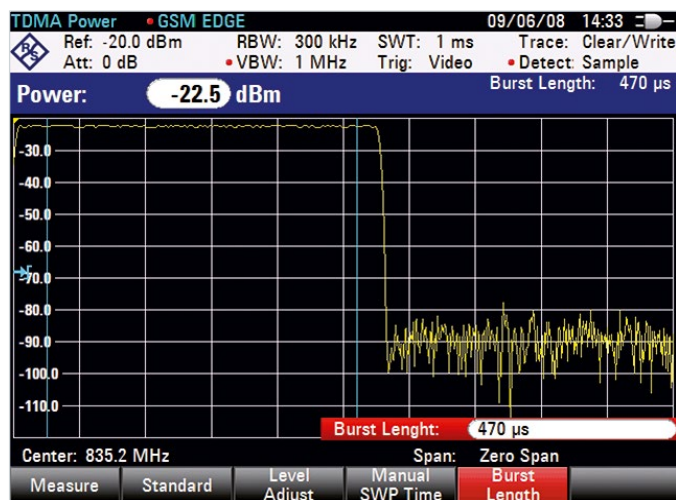 TDMA Power • GSM EDGE 09/06/08 14:33
R&S Ref: -20.0 dBm RBW: 300 kHz SWT: 1 ms Trace: Clear/Write
Att: 0 dB • VBW: 1 MHz Trig: Video • Detect: Sample
Power: -22.5 dBm Burst Length: 470 µs
-30.0
-40.0
-50.0
-60.0
-70.0
-80.0
-90.0
-100.0
-110.0
Burst Lenght: 470 µs
Center: 835.2 MHz Span: Zero Span
Measure Standard Level Adjust Manual SWP Time Burst Length